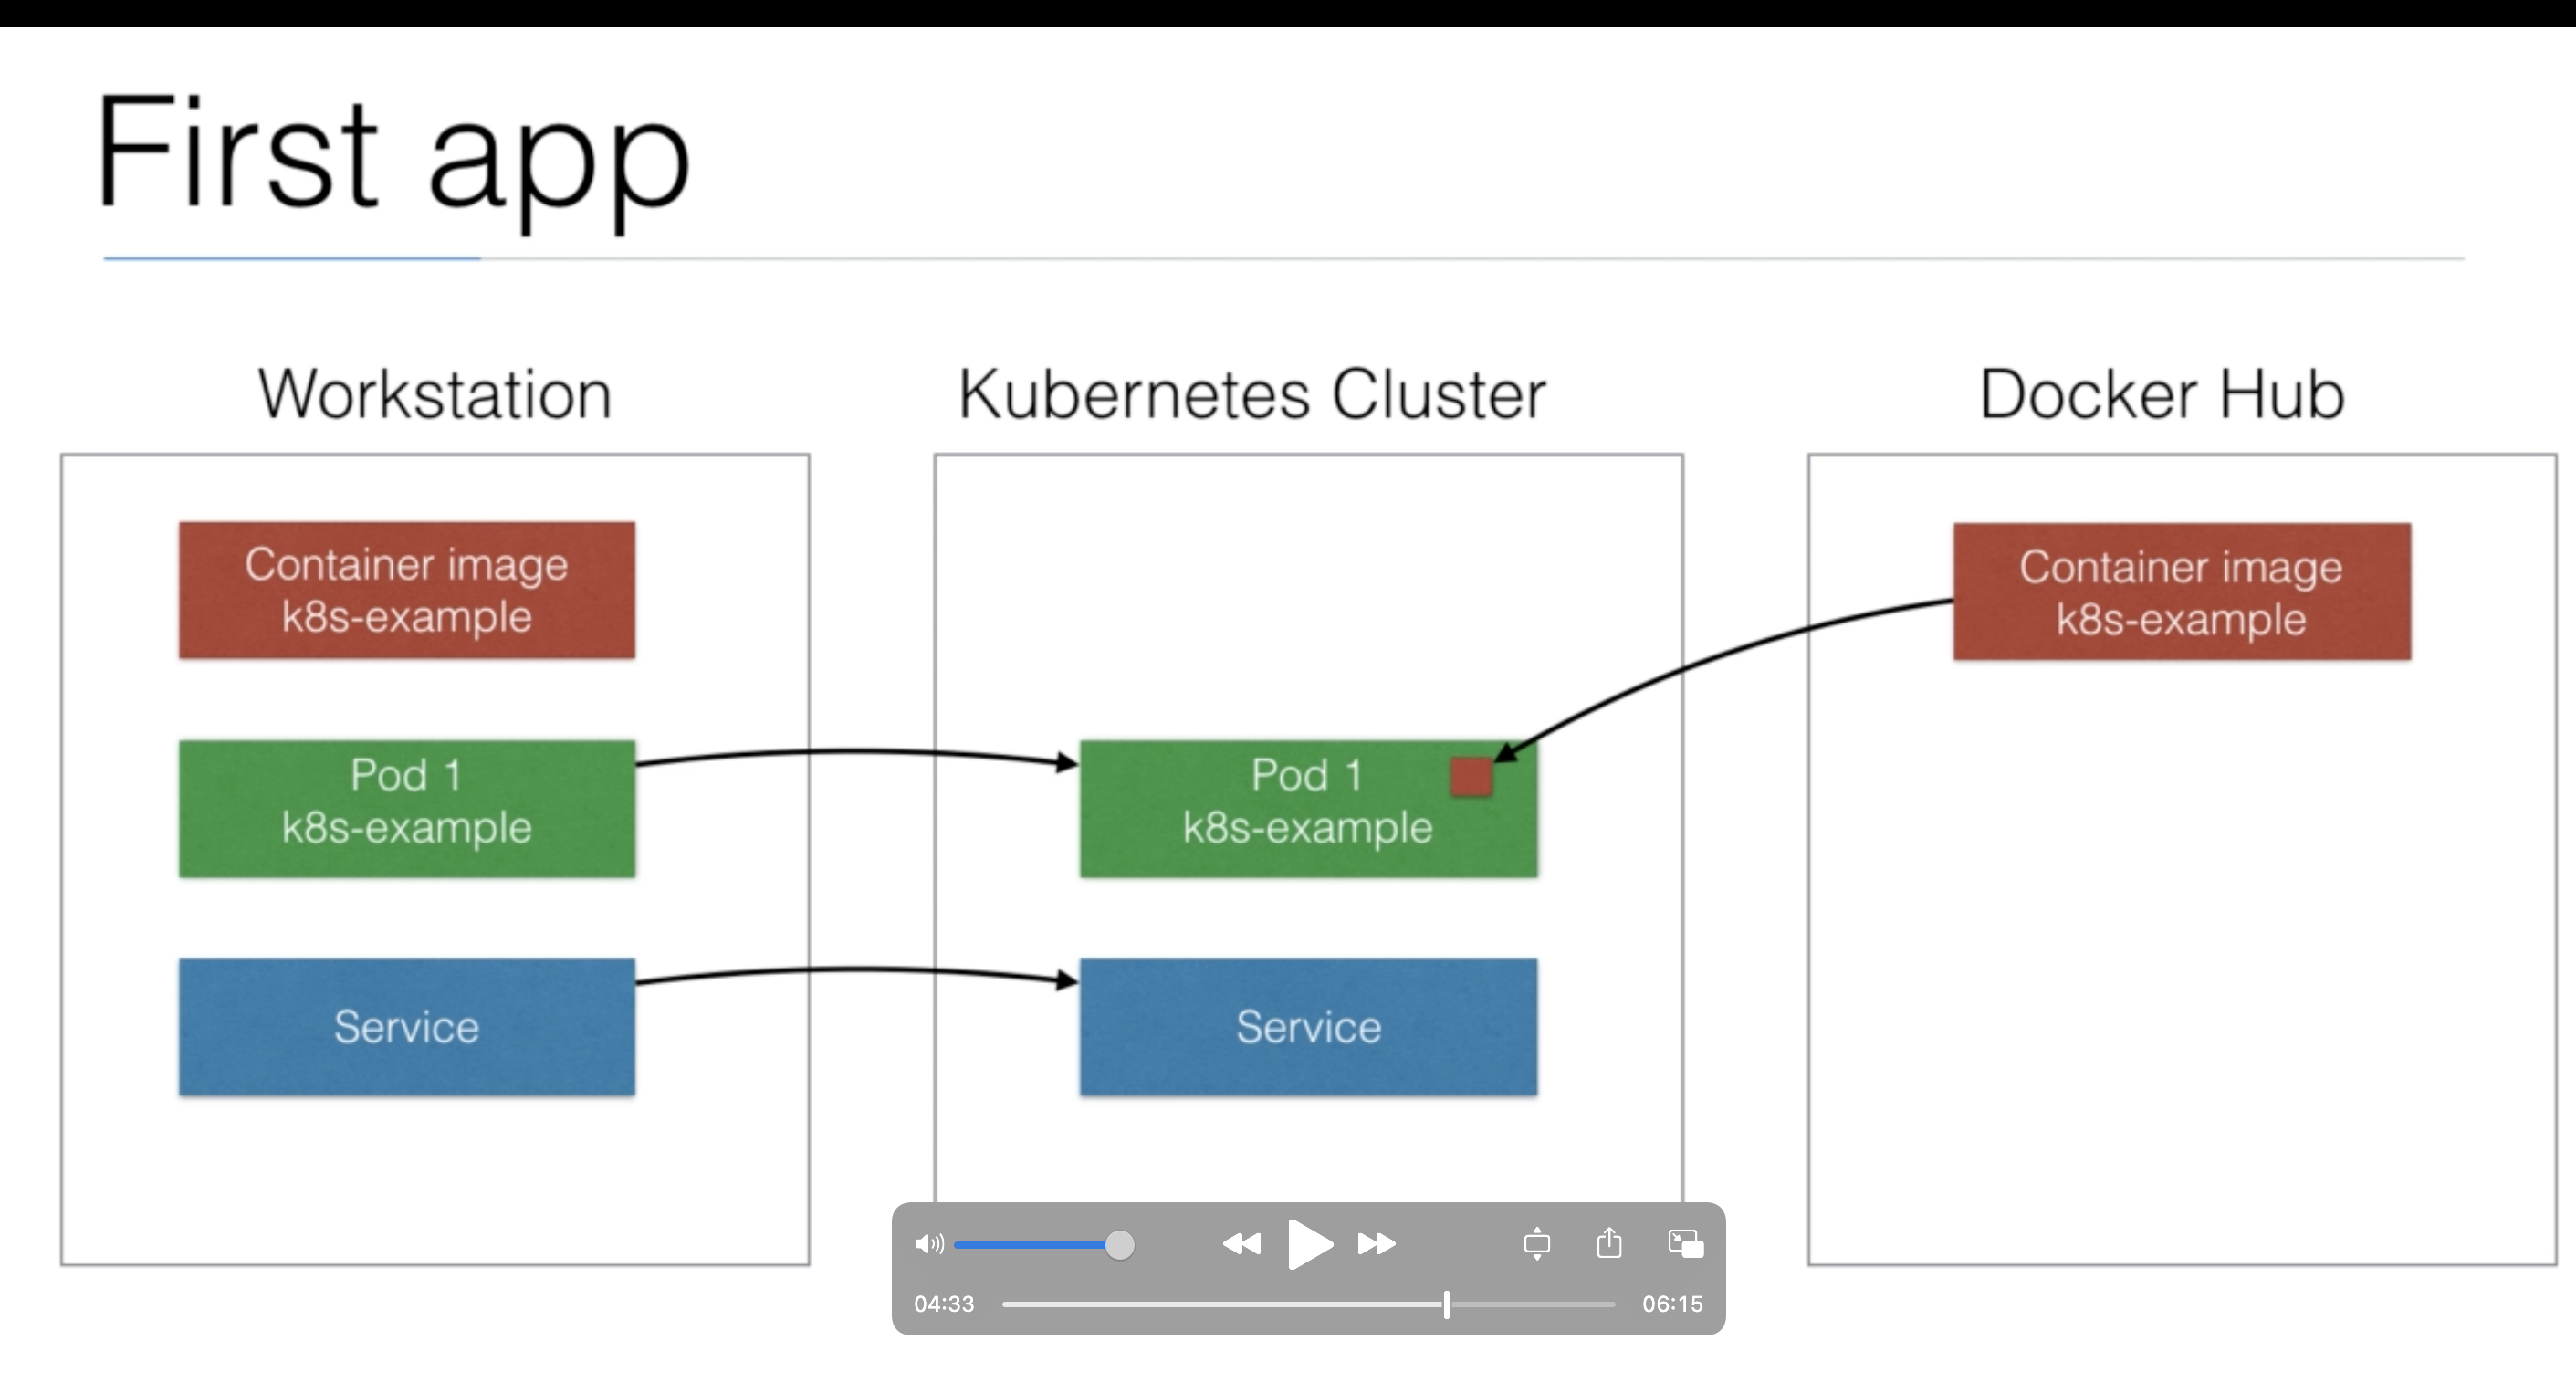 First app
Workstation
Kubernetes Cluster
Docker Hub
Container image
k8s-example
Container image
k8s-example
Pod 1
k8s-example
Pod 1
k8s-example
Service
Service
04:33
06:15